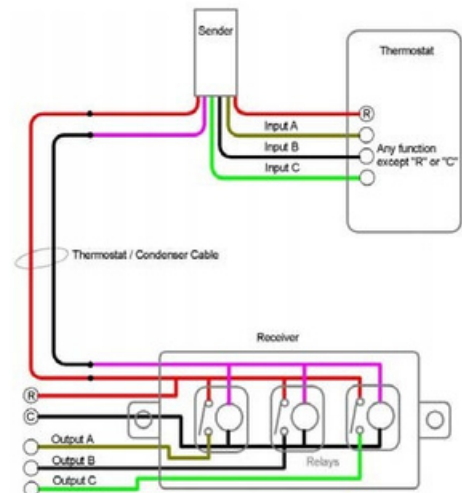 Sender
Thermostat
R
Input A
Input B
Any function
except "R" or "C"
Input C
Thermostat / Condenser Cable
Receiver
R
C
Output A
Output B
Relays
Output C